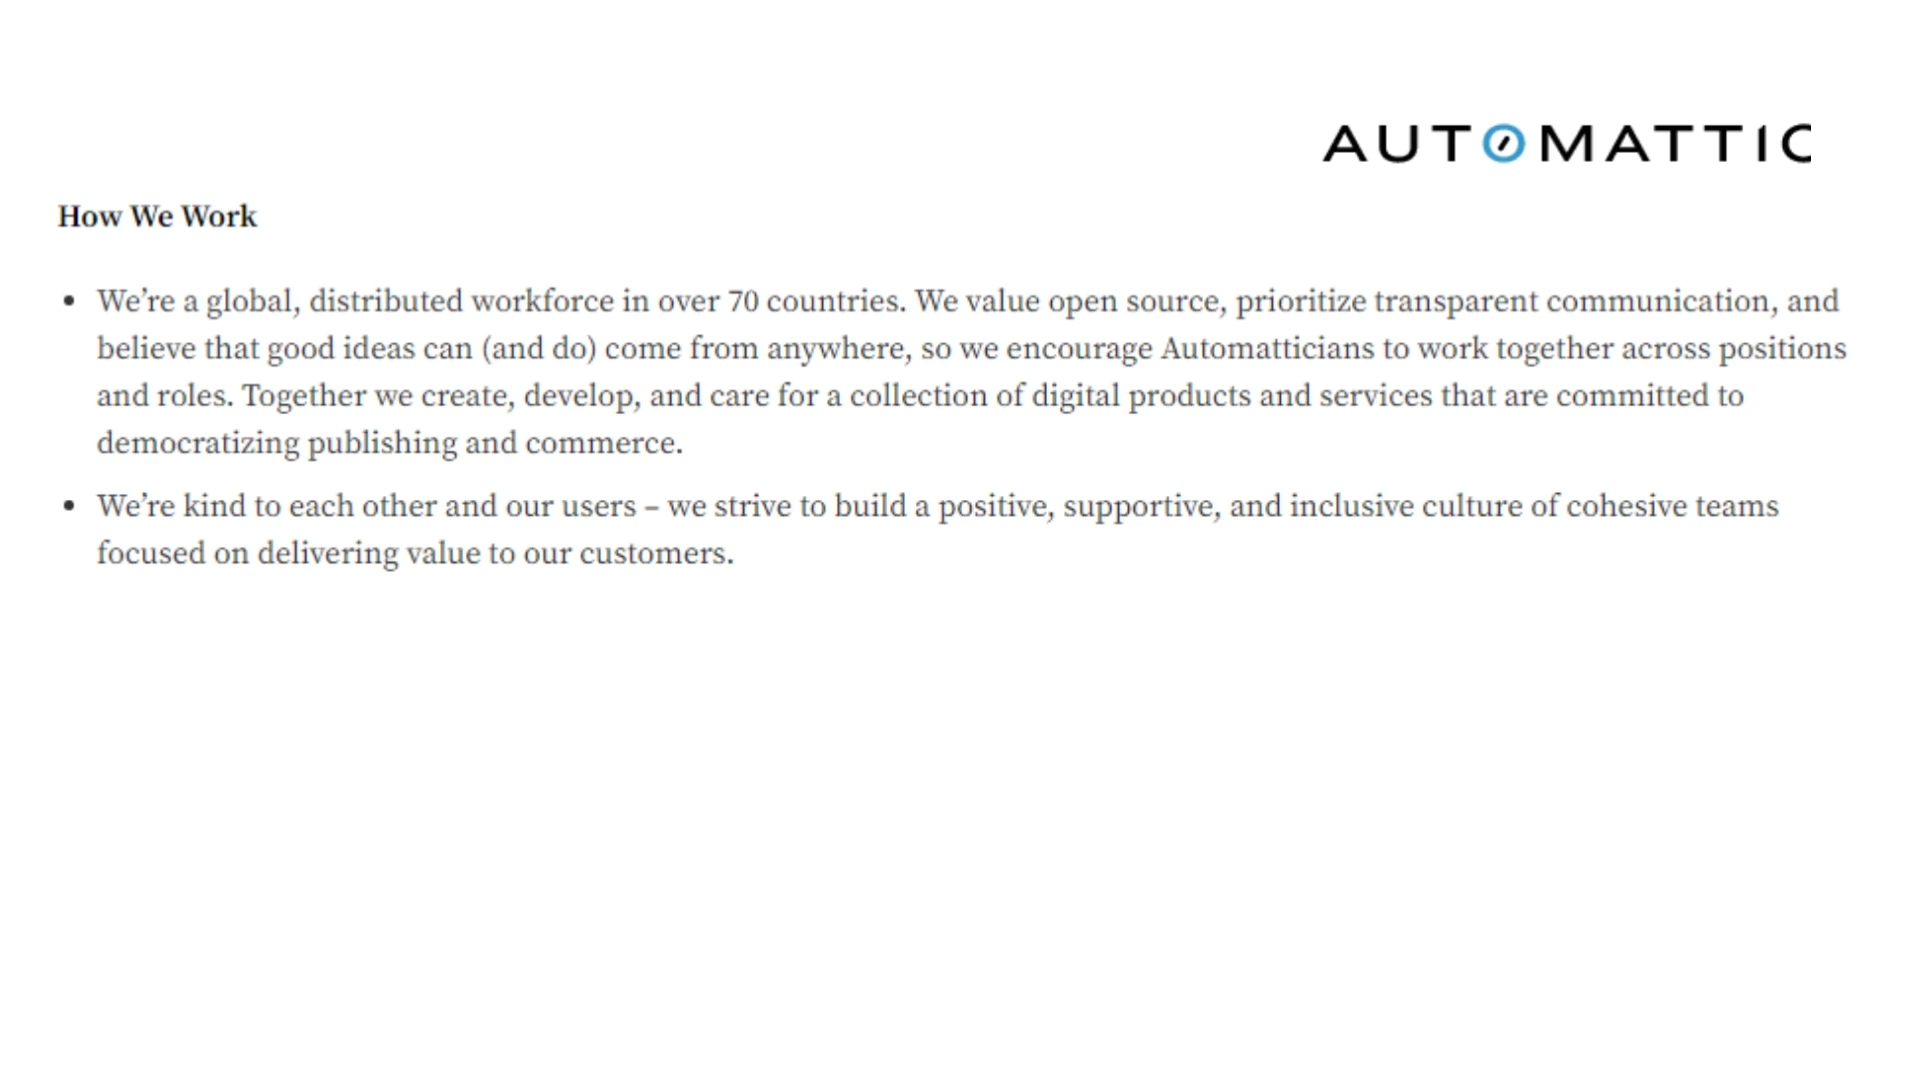 AUTOMATTIC
How We Work
• We’re a global, distributed workforce in over 70 countries. We value open source, prioritize transparent communication, and
believe that good ideas can (and do) come from anywhere, so we encourage Automatticians to work together across positions
and roles. Together we create, develop, and care for a collection of digital products and services that are committed to
democratizing publishing and commerce.
• We’re kind to each other and our users – we strive to build a positive, supportive, and inclusive culture of cohesive teams
focused on delivering value to our customers.